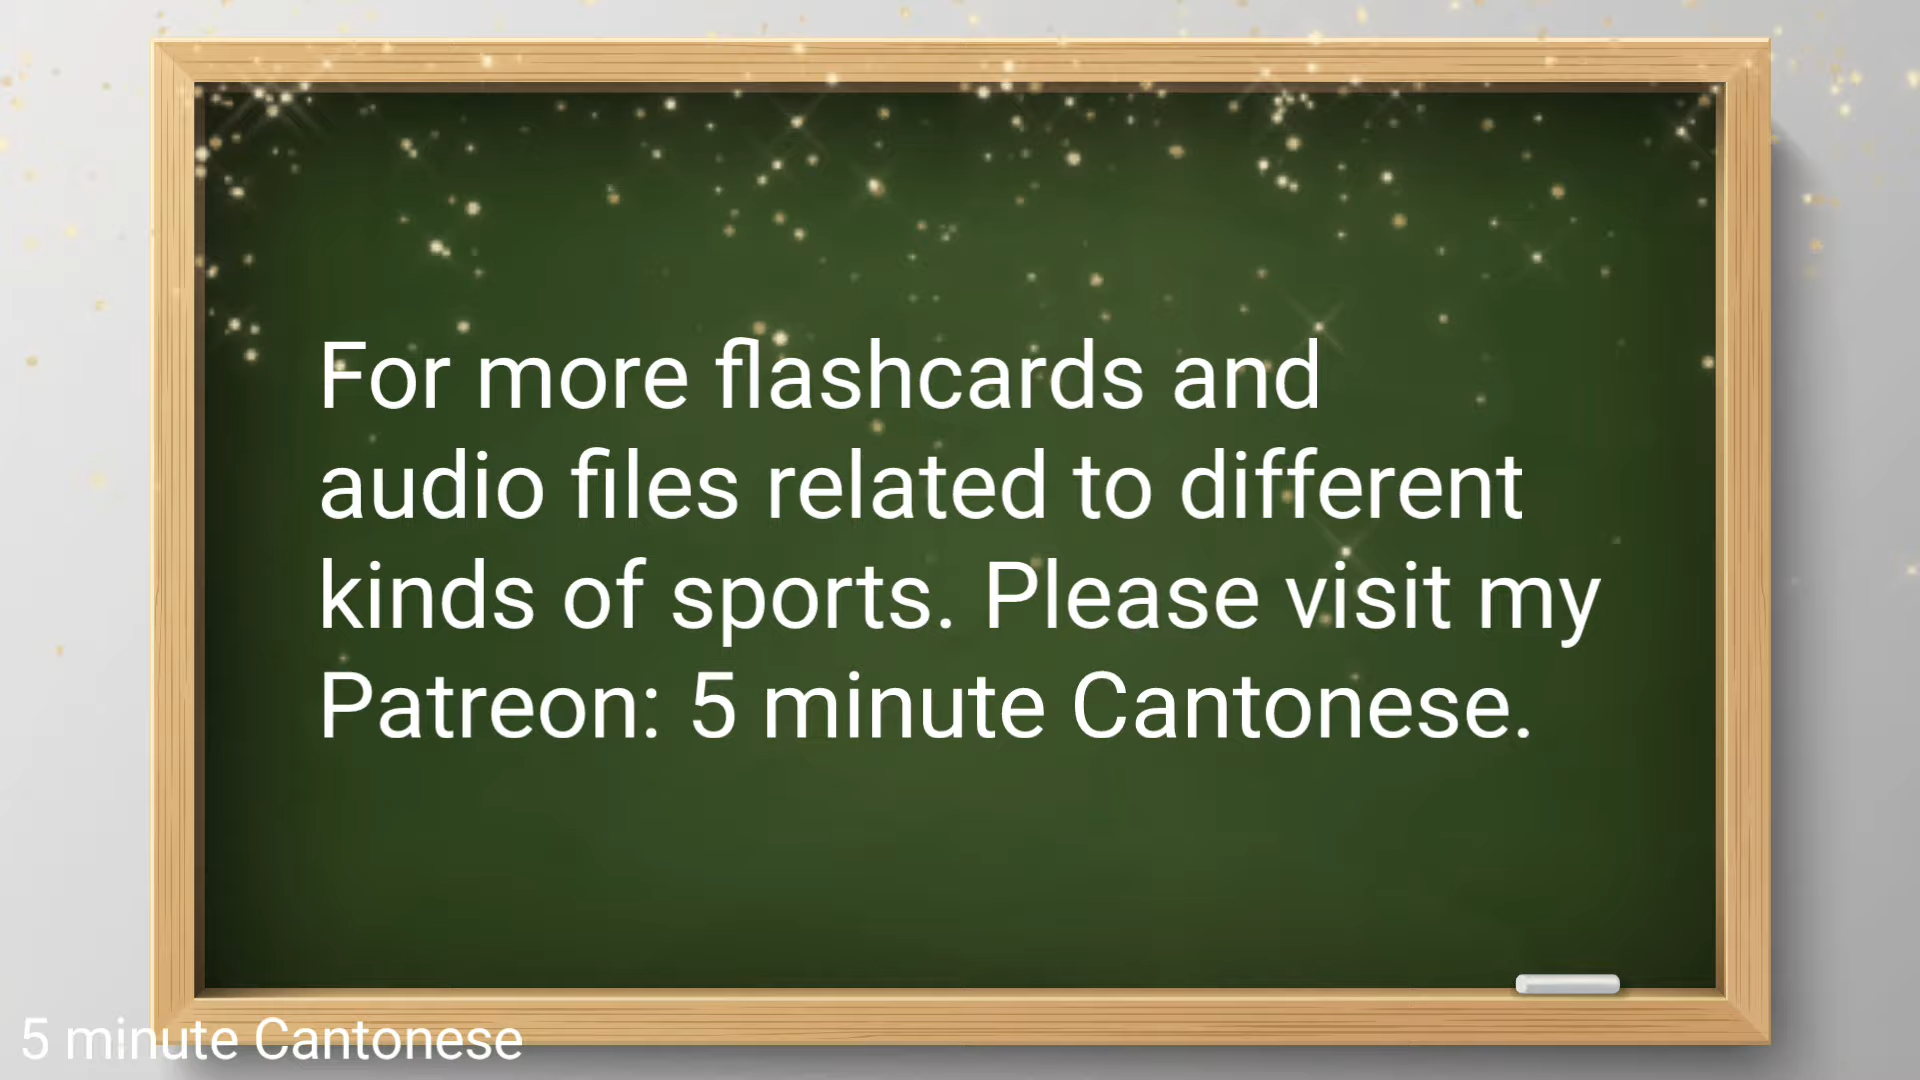 For more flashcards and
audio files related to different
kinds of sports. Please visit my
Patreon: 5 minute Cantonese.
5 minute Cantonese